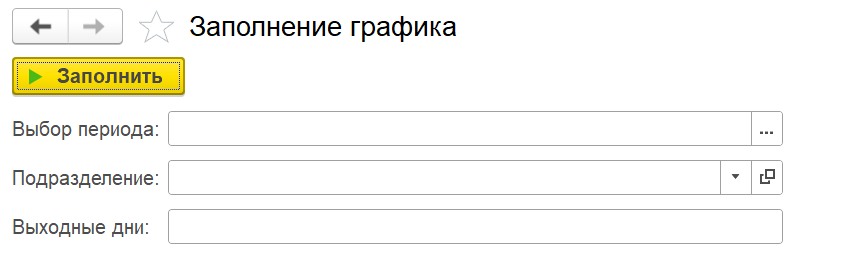 Заполнение графика
Заполнить
Выбор периода:
...
Подразделение:
Выходные дни: